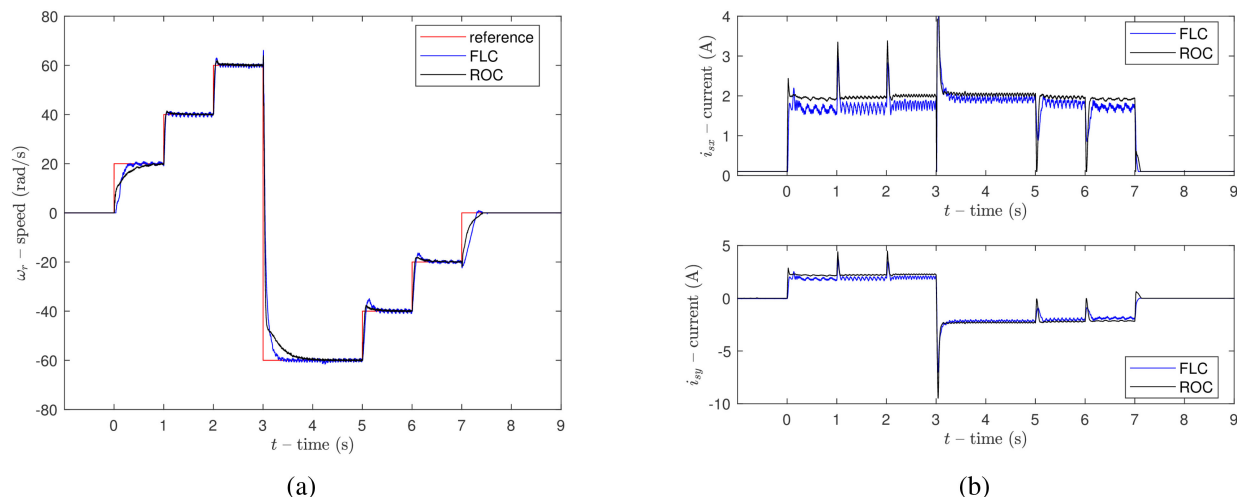 80
60
40
20
0
-20
-40
-60
-80
ωr – speed (rad/s)
reference
FLC
ROC
0 1 2 3 4 5 6 7 8 9
t – time (s)
(a)
4
3
2
1
0
isx – current (A)
FLC
ROC
0 1 2 3 4 5 6 7 8 9
t – time (s)
5
0
-5
-10
isy – current (A)
FLC
ROC
0 1 2 3 4 5 6 7 8 9
t – time (s)
(b)